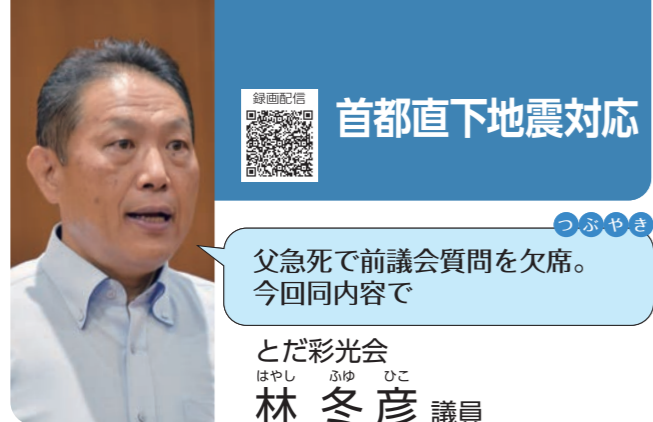 録画配信
首都直下地震対応
つぶやき
父急死で前議会質問を欠席。
今回同内容で
とだ彩光会
はやし ふゆ ひこ
林 冬彦 議員